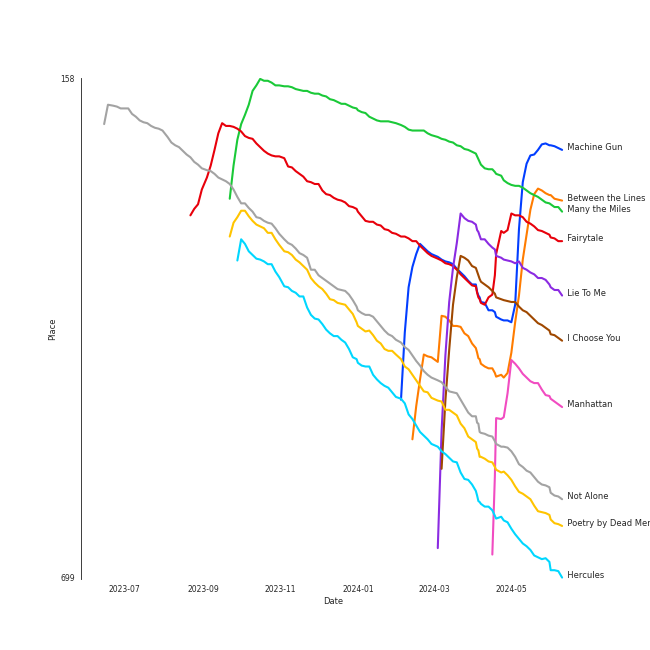 158
Machine Gun
Between the Lines
Many the Miles
Fairytale
Lie To Me
Place
I Choose You
Manhattan
Not Alone
Poetry by Dead Mer
Hercules
699
2023-07 2023-09 2023-11 2024-01 2024-03 2024-05
Date